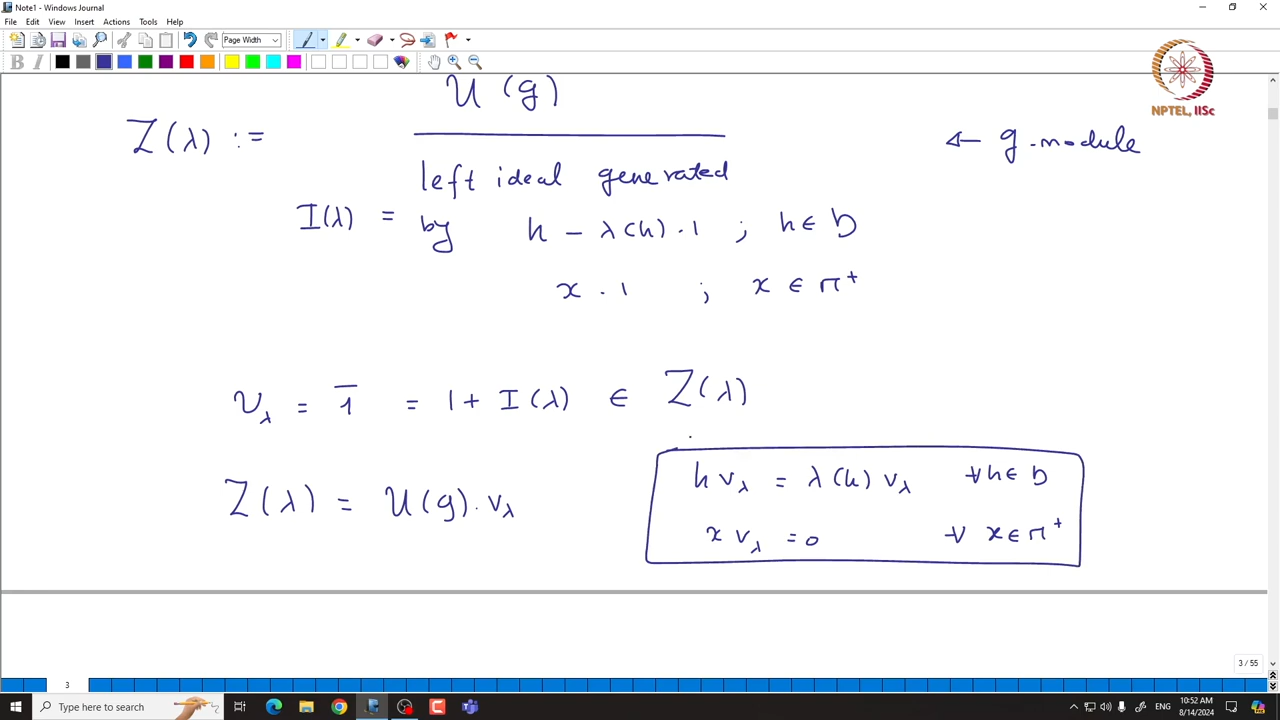 Note1 - Windows Journal
File Edit View Insert Actions Tools Help
Page Width
B I
NPTEL, IISc
U(g)
Z(λ) :=
← g-module
left ideal generated
I(λ) = by h - λ(h).1 ; h ∈ 𝔥
x.1 ; x ∈ n⁺
v_λ = 1̄ = 1 + I(λ) ∈ Z(λ)
h v_λ = λ(h) v_λ ∀ h ∈ 𝔥
Z(λ) = U(g).v_λ
x v_λ = 0 ∀ x ∈ n⁺
3 / 55
3
Type here to search
10:52 AM
8/14/2024